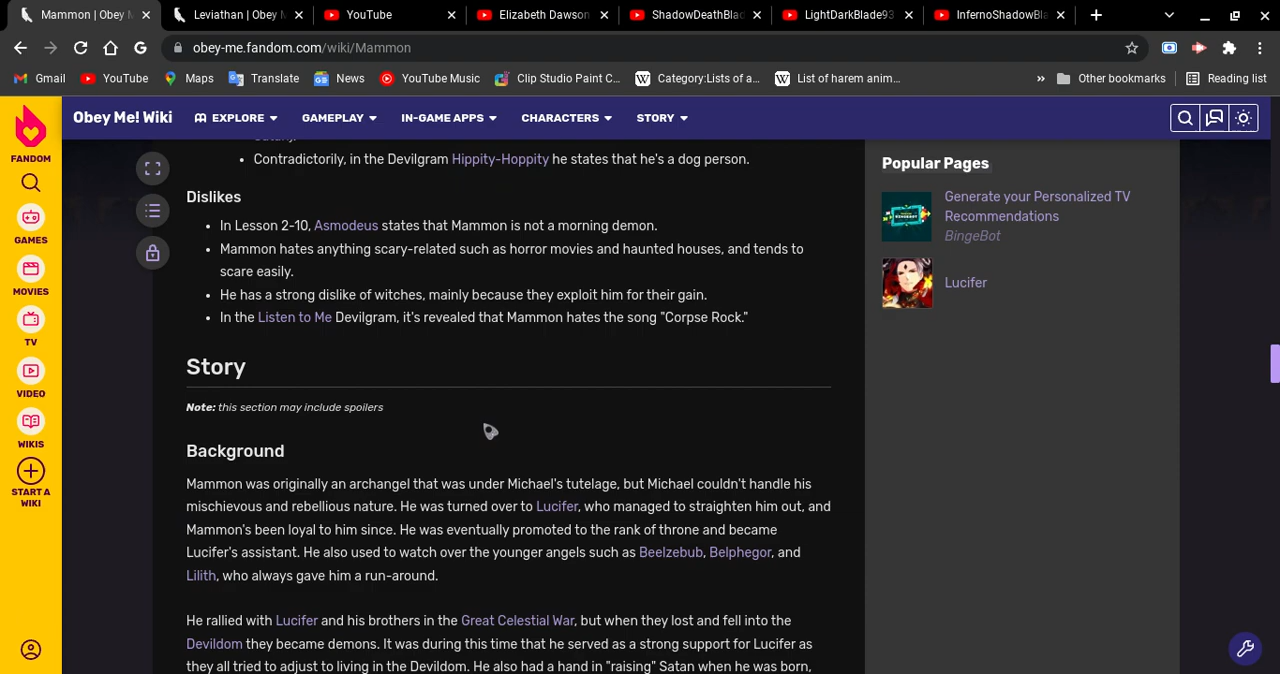 Mammon | Obey M
Leviathan | Obey M
YouTube
Elizabeth Dawson
ShadowDeathBlad
LightDarkBlade93
InfernoShadowBla
obey-me.fandom.com/wiki/Mammon
Gmail YouTube Maps Translate News YouTube Music Clip Studio Paint C... Category:Lists of a... List of harem anim... » Other bookmarks Reading list
FANDOM
GAMES
MOVIES
TV
VIDEO
WIKIS
START A
WIKI
Obey Me! Wiki EXPLORE GAMEPLAY IN-GAME APPS CHARACTERS STORY
Contradictorily, in the Devilgram Hippity-Hoppity he states that he's a dog person.
Dislikes
In Lesson 2-10, Asmodeus states that Mammon is not a morning demon.
Mammon hates anything scary-related such as horror movies and haunted houses, and tends to
scare easily.
He has a strong dislike of witches, mainly because they exploit him for their gain.
In the Listen to Me Devilgram, it's revealed that Mammon hates the song "Corpse Rock."
Story
Note: this section may include spoilers
Background
Mammon was originally an archangel that was under Michael's tutelage, but Michael couldn't handle his
mischievous and rebellious nature. He was turned over to Lucifer, who managed to straighten him out, and
Mammon's been loyal to him since. He was eventually promoted to the rank of throne and became
Lucifer's assistant. He also used to watch over the younger angels such as Beelzebub, Belphegor, and
Lilith, who always gave him a run-around.
He rallied with Lucifer and his brothers in the Great Celestial War, but when they lost and fell into the
Devildom they became demons. It was during this time that he served as a strong support for Lucifer as
they all tried to adjust to living in the Devildom. He also had a hand in "raising" Satan when he was born,
Popular Pages
Generate your Personalized TV
Recommendations
BingeBot
Lucifer